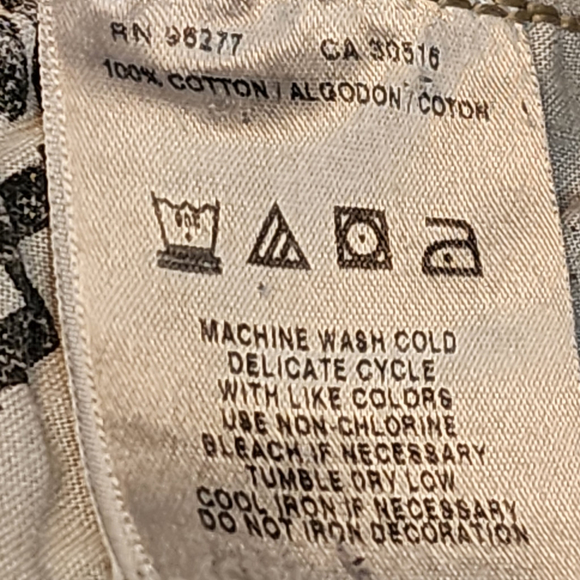 RN 96277 CA 30516
100% COTTON / ALGODON / COTON
MACHINE WASH COLD
DELICATE CYCLE
WITH LIKE COLORS
USE NON-CHLORINE
BLEACH IF NECESSARY
TUMBLE DRY LOW
COOL IRON IF NECESSARY
DO NOT IRON DECORATION